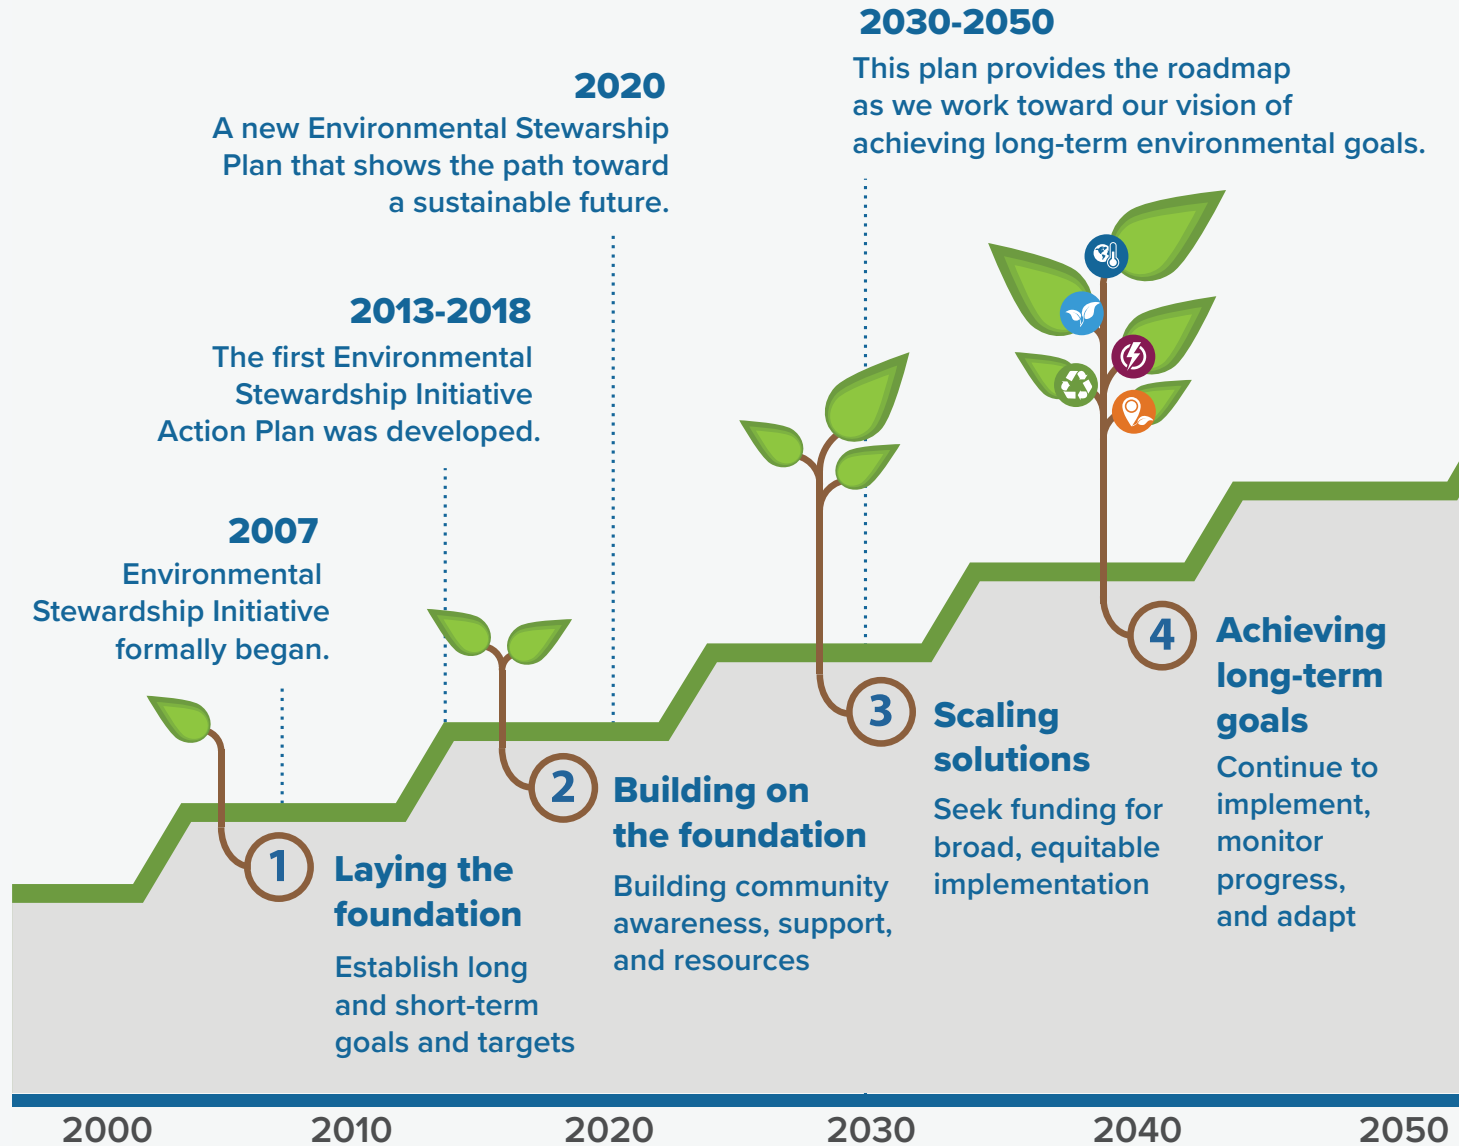 2030-2050
This plan provides the roadmap
as we work toward our vision of
achieving long-term environmental goals.
2020
A new Environmental Stewarship
Plan that shows the path toward
a sustainable future.
2013-2018
The first Environmental
Stewardship Initiative
Action Plan was developed.
2007
Environmental
Stewardship Initiative
formally began.
1
Laying the
foundation
Establish long
and short-term
goals and targets
2
Building on
the foundation
Building community
awareness, support,
and resources
3
Scaling
solutions
Seek funding for
broad, equitable
implementation
4
Achieving
long-term
goals
Continue to
implement,
monitor
progress,
and adapt
2000 2010 2020 2030 2040 2050